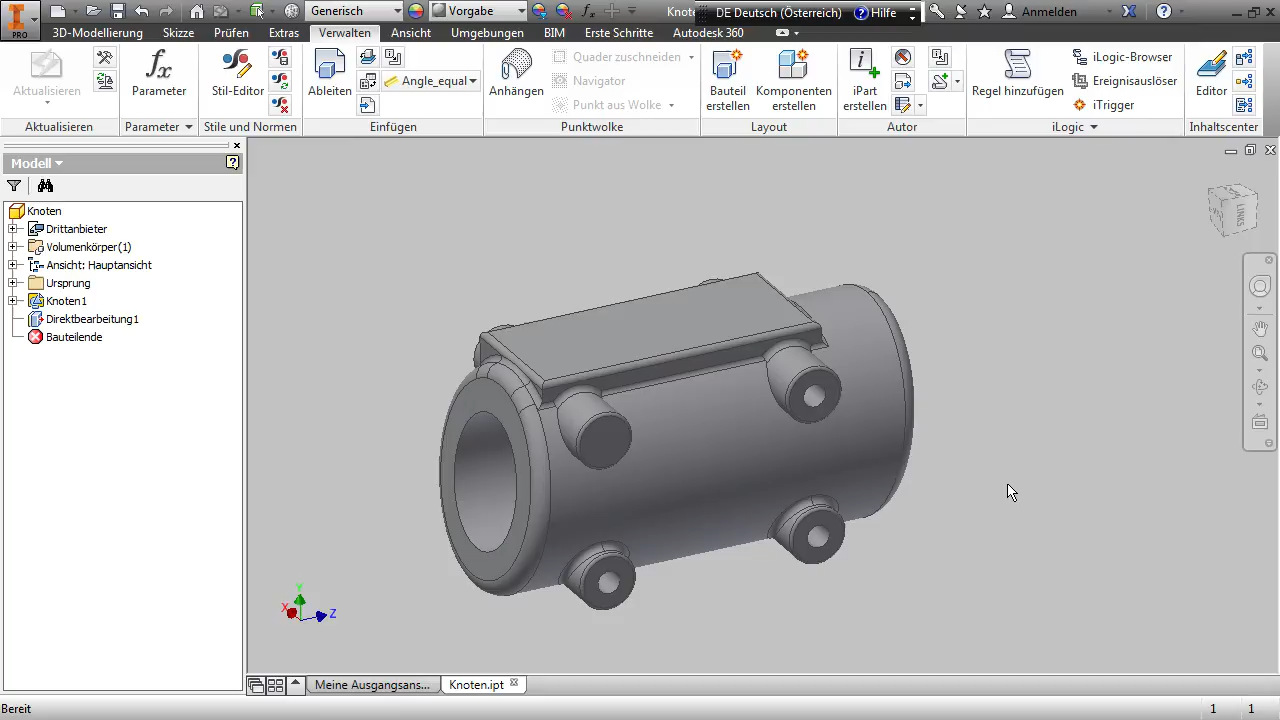 PRO
Generisch
Vorgabe
Knote
DE Deutsch (Österreich)
Hilfe
Anmelden
3D-Modellierung
Skizze
Prüfen
Extras
Verwalten
Ansicht
Umgebungen
BIM
Erste Schritte
Autodesk 360
Aktualisieren
Parameter
Stil-Editor
Ableiten
Angle_equal
Anhängen
Quader zuschneiden
Navigator
Punkt aus Wolke
Bauteil erstellen
Komponenten erstellen
iPart erstellen
Regel hinzufügen
iLogic-Browser
Ereignisauslöser
iTrigger
Editor
Aktualisieren
Parameter
Stile und Normen
Einfügen
Punktwolke
Layout
Autor
iLogic
Inhaltscenter
Modell
Knoten
Drittanbieter
Volumenkörper(1)
Ansicht: Hauptansicht
Ursprung
Knoten1
Direktbearbeitung1
Bauteilende
LINKS
Y
X
Z
Meine Ausgangsans...
Knoten.ipt
Bereit
1
1